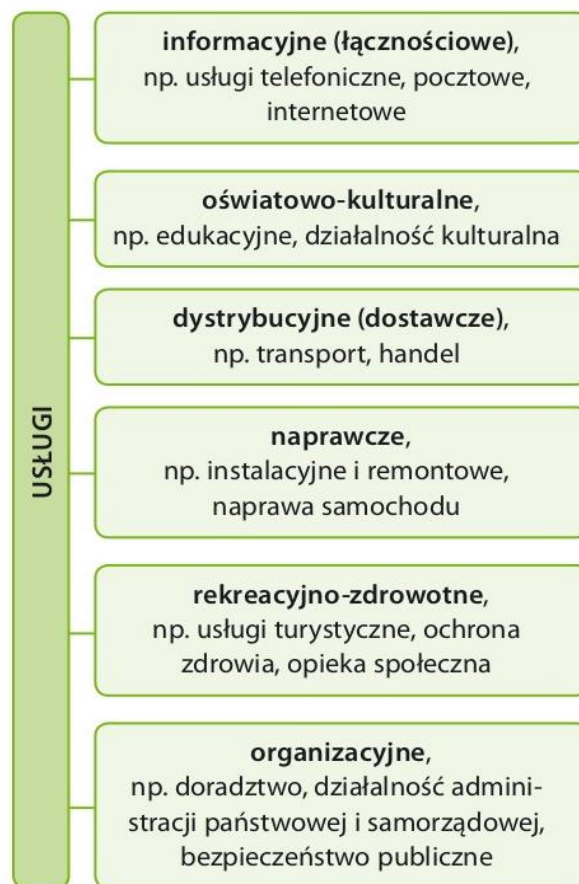 USŁUGI
informacyjne (łącznościowe),
np. usługi telefoniczne, pocztowe,
internetowe
oświatowo-kulturalne,
np. edukacyjne, działalność kulturalna
dystrybucyjne (dostawcze),
np. transport, handel
naprawcze,
np. instalacyjne i remontowe,
naprawa samochodu
rekreacyjno-zdrowotne,
np. usługi turystyczne, ochrona
zdrowia, opieka społeczna
organizacyjne,
np. doradztwo, działalność admini-
stracji państwowej i samorządowej,
bezpieczeństwo publiczne